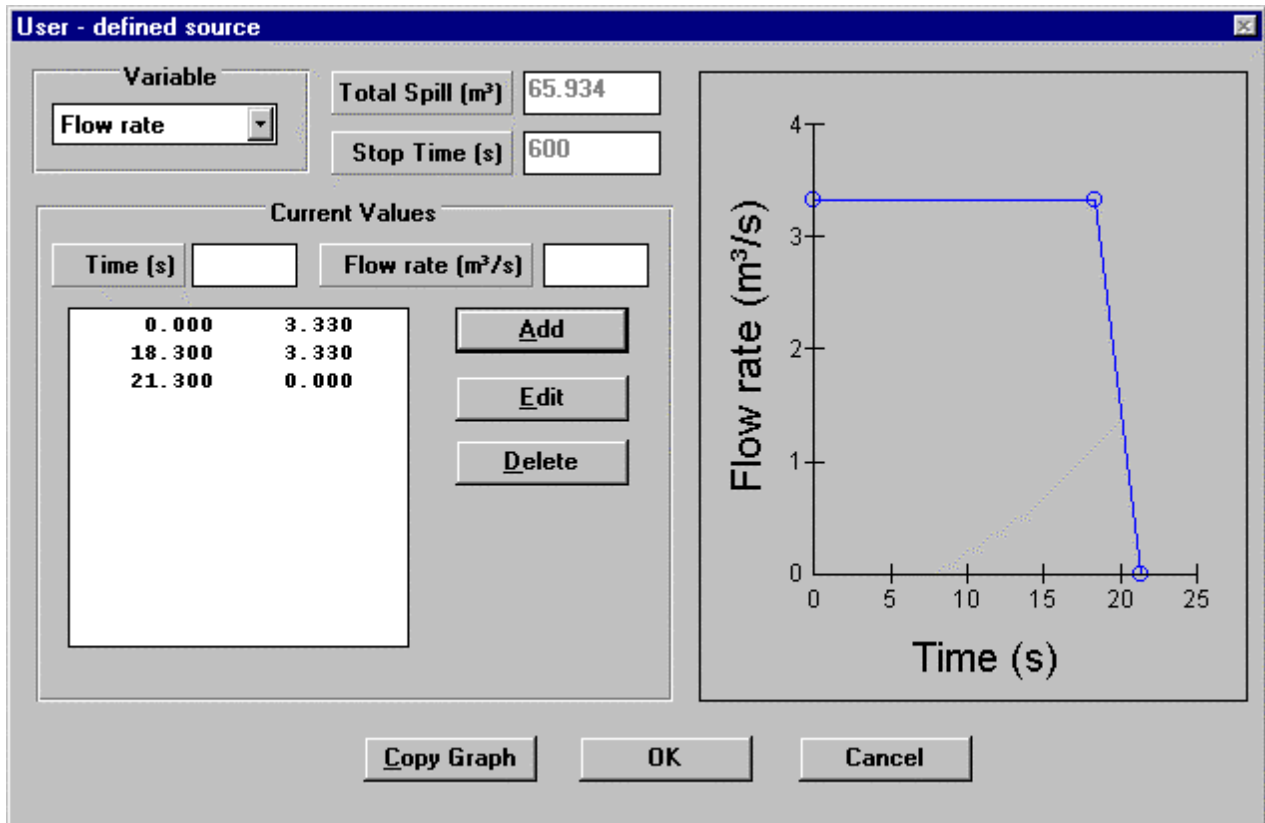 User - defined source
Variable
Flow rate
Total Spill (m³) 65.934
Stop Time (s) 600
Current Values
Time (s)
Flow rate (m³/s)
0.000 3.330
18.300 3.330
21.300 0.000
Add
Edit
Delete
4
3
2
1
0
Flow rate (m³/s)
0 5 10 15 20 25
Time (s)
Copy Graph
OK
Cancel